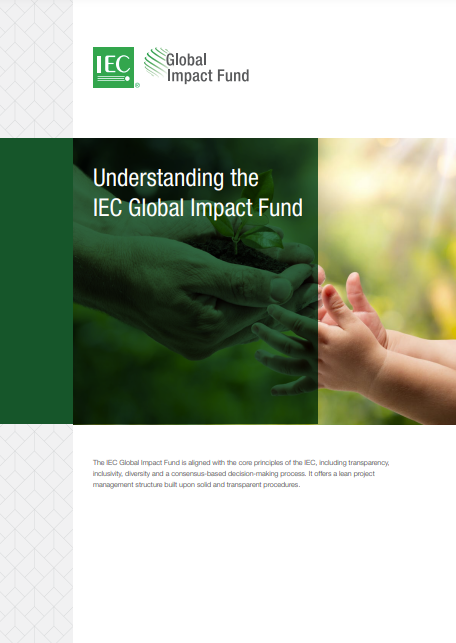 IEC
®
Global
Impact Fund
Understanding the
IEC Global Impact Fund
The IEC Global Impact Fund is aligned with the core principles of the IEC, including transparency,
inclusivity, diversity and a consensus-based decision-making process. It offers a lean project
management structure built upon solid and transparent procedures.